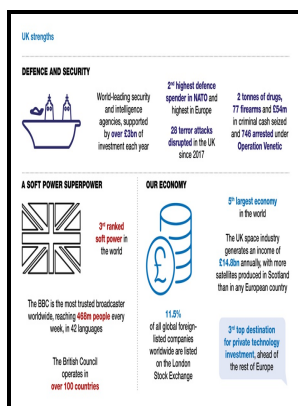 UK strengths
DEFENCE AND SECURITY
World-leading security
and intelligence
agencies, supported
by over £3bn of
investment each year
2nd highest defence
spender in NATO and
highest in Europe
28 terror attacks
disrupted in the UK
since 2017
2 tonnes of drugs,
77 firearms and £54m
in criminal cash seized
and 746 arrested under
Operation Venetic
A SOFT POWER SUPERPOWER
3rd ranked
soft power in
the world
The BBC is the most trusted broadcaster
worldwide, reaching 468m people every
week, in 42 languages
The British Council
operates in
over 100 countries
OUR ECONOMY
£
11.5%
of all global foreign-
listed companies
worldwide are listed
on the London
Stock Exchange
5th largest economy
in the world
The UK space industry
generates an income of
£14.8bn annually, with more
satellites produced in Scotland
than in any European country
3rd top destination
for private technology
investment, ahead of
the rest of Europe